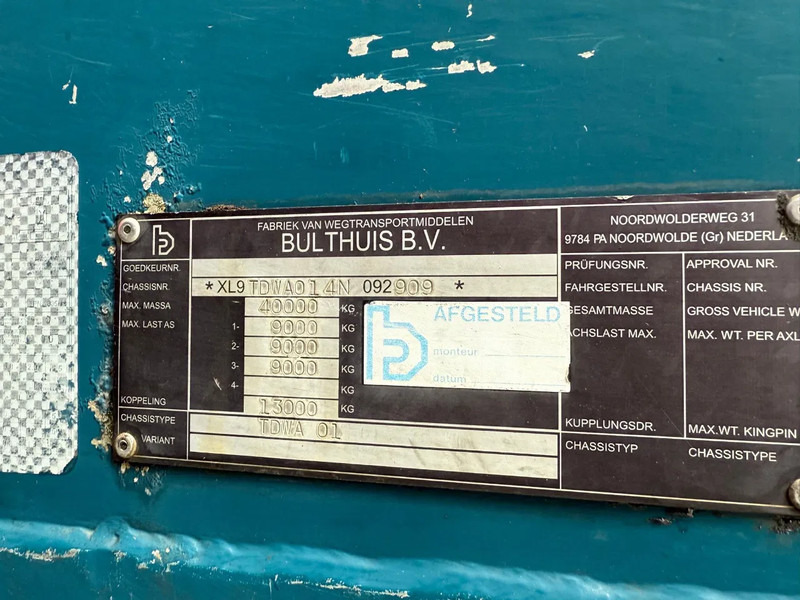 FABRIEK VAN WEGTRANSPORTMIDDELEN
BULTHUIS B.V.
NOORDWOLDERWEG 31
9784 PA NOORDWOLDE (Gr) NEDERLA
GOEDKEURNR. PRÜFUNGSNR. APPROVAL NR.
CHASSISNR. * XL9 TDWA014N 092909 * FAHRGESTELLNR. CHASSIS NR.
MAX. MASSA 40000 KG GESAMTMASSE GROSS VEHICLE W
MAX. LAST AS 1- 9000 KG ACHSLAST MAX. MAX. WT. PER AXL
2- 9000 KG
3- 9000 KG
4- KG
KOPPELING 13000 KG KUPPLUNGSDR. MAX.WT. KINGPIN
CHASSISTYPE TDWA 01 CHASSISTYP CHASSISTYPE
VARIANT
AFGESTELD
monteur
datum